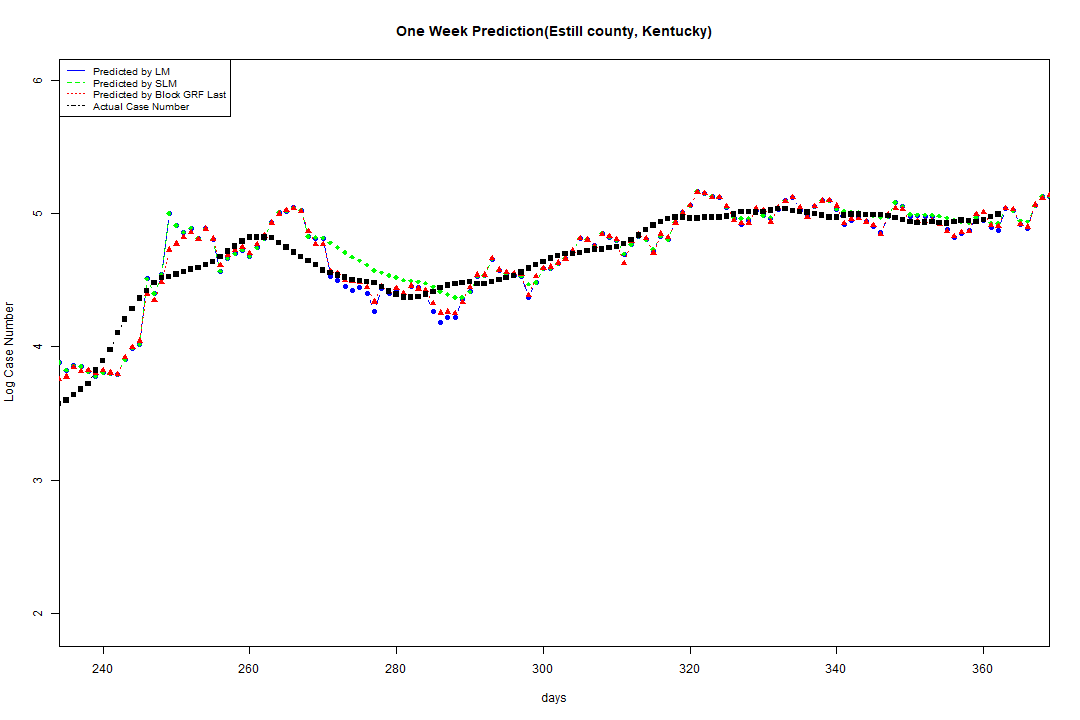 One Week Prediction(Estill county, Kentucky)
Predicted by LM
Predicted by SLM
Predicted by Block GRF Last
Actual Case Number
6
5
4
3
2
Log Case Number
240 260 280 300 320 340 360
days